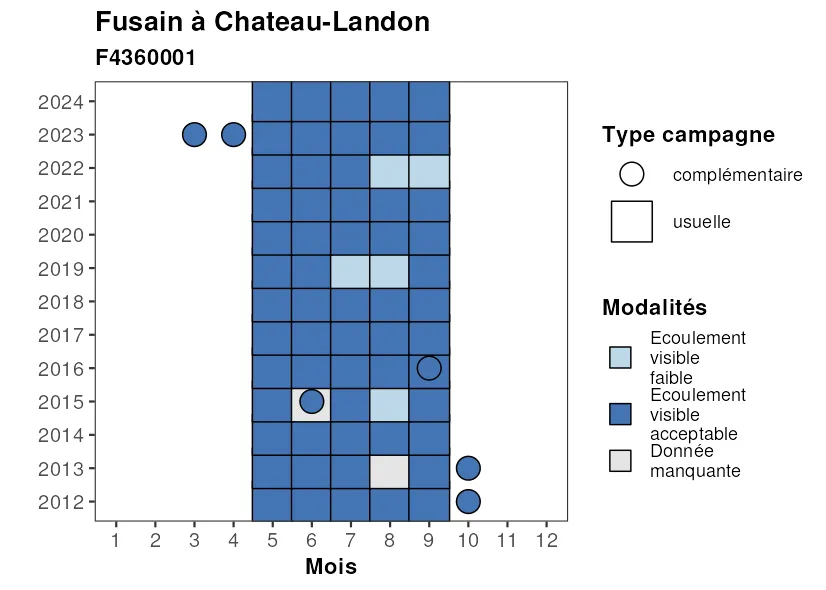 Fusain à Chateau-Landon
F4360001
2024
2023
2022
2021
2020
2019
2018
2017
2016
2015
2014
2013
2012
1 2 3 4 5 6 7 8 9 10 11 12
Mois
Type campagne
complémentaire
usuelle
Modalités
Ecoulement
visible
faible
Ecoulement
visible
acceptable
Donnée
manquante